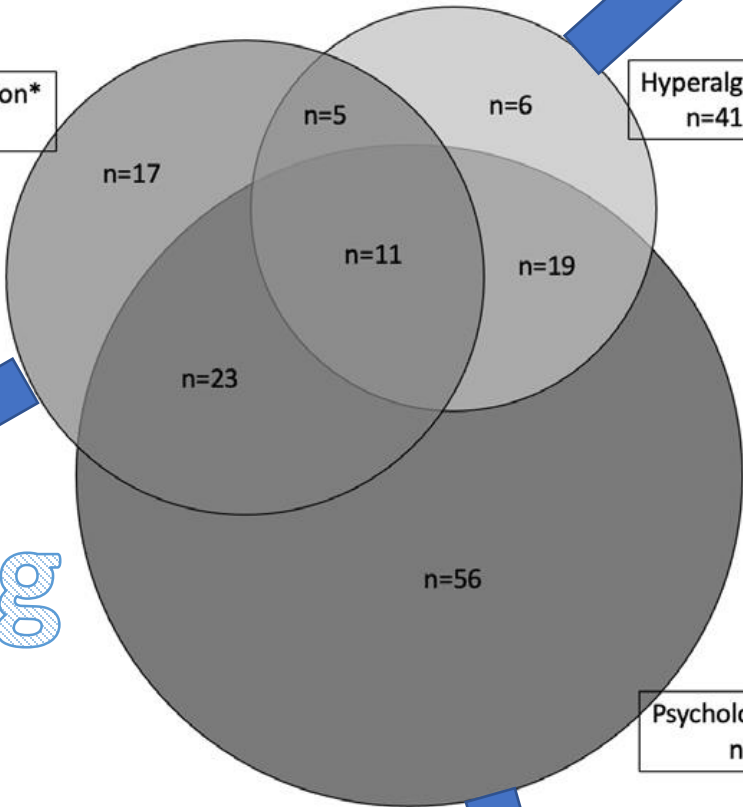 on*
Hyperalg
n=41
n=5
n=6
n=17
n=11
n=19
n=23
g
n=56
Psycholo
n